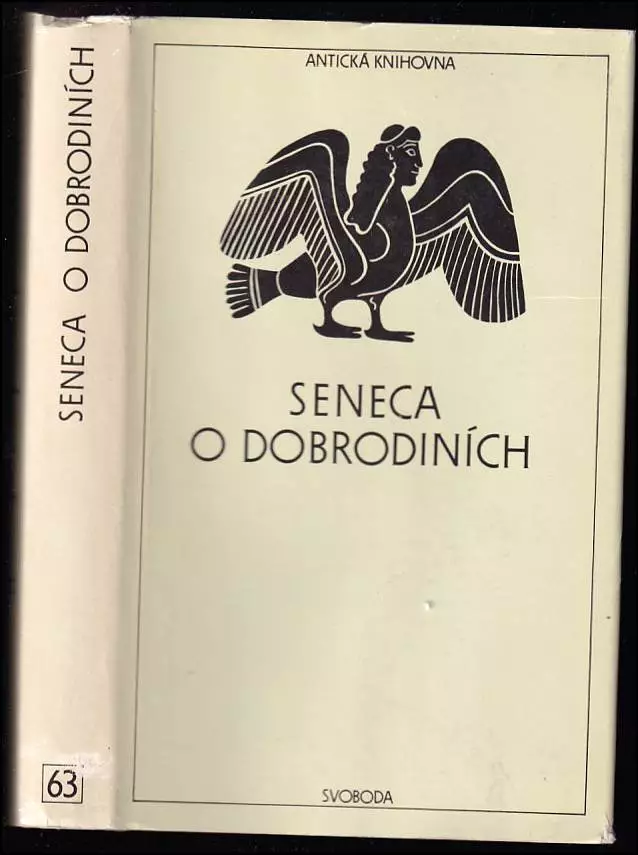 SENECA O DOBRODINÍCH
63
ANTICKÁ KNIHOVNA
SENECA
O DOBRODINÍCH
SVOBODA